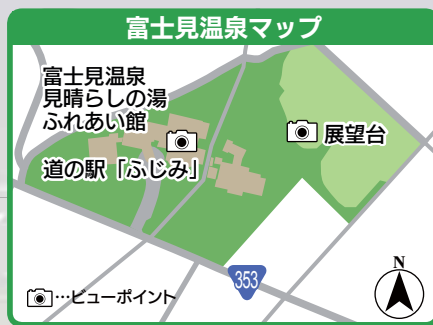 富士見温泉マップ
富士見温泉
見晴らしの湯
ふれあい館
道の駅「ふじみ」
展望台
353
N
…ビューポイント